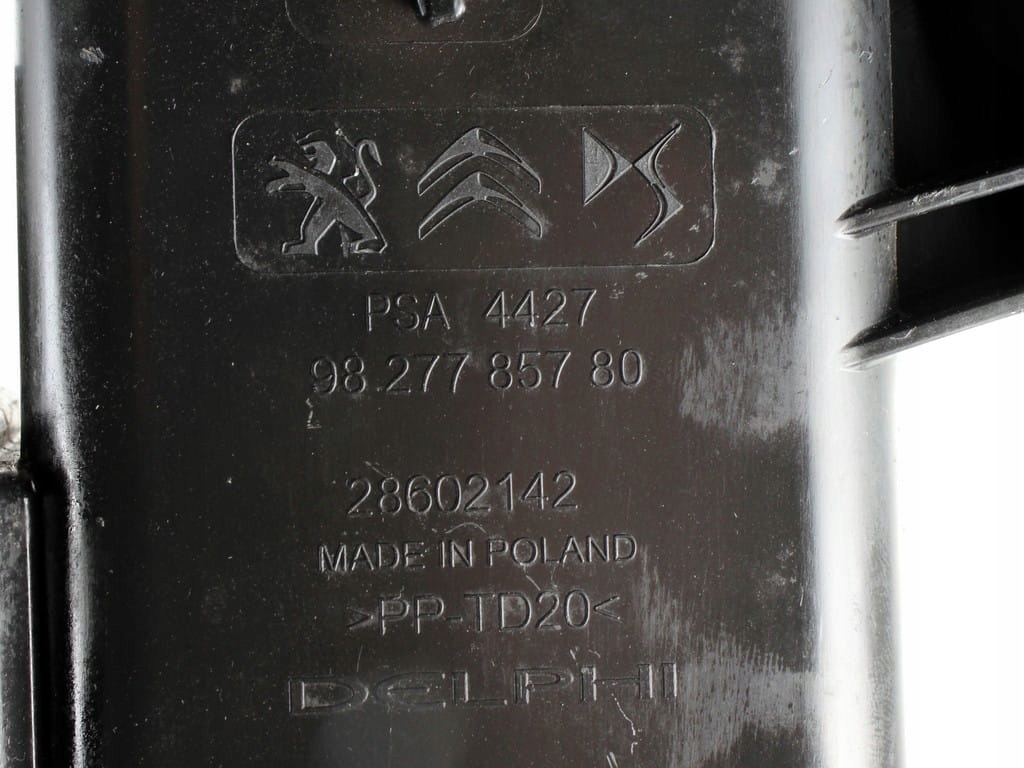 PSA 4427
98 277 857 80
28602142
MADE IN POLAND
>PP-TD20<
DELPHI